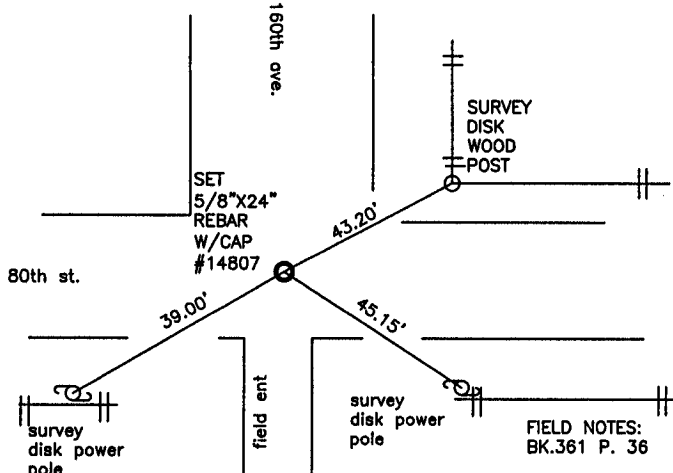 160th ave.
SURVEY
DISK
WOOD
POST
SET
5/8"X24"
REBAR
W/CAP
#14807
43.20'
80th st.
39.00'
45.15'
field ent
survey
disk power
pole
survey
disk power
pole
FIELD NOTES:
BK.361 P. 36